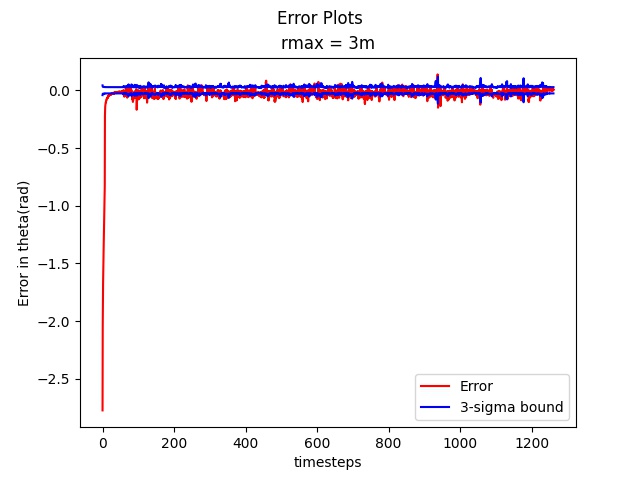 Error Plots
rmax = 3m
0.0
−0.5
−1.0
−1.5
−2.0
−2.5
Error in theta(rad)
0
200
400
600
800
1000
1200
timesteps
Error
3-sigma bound